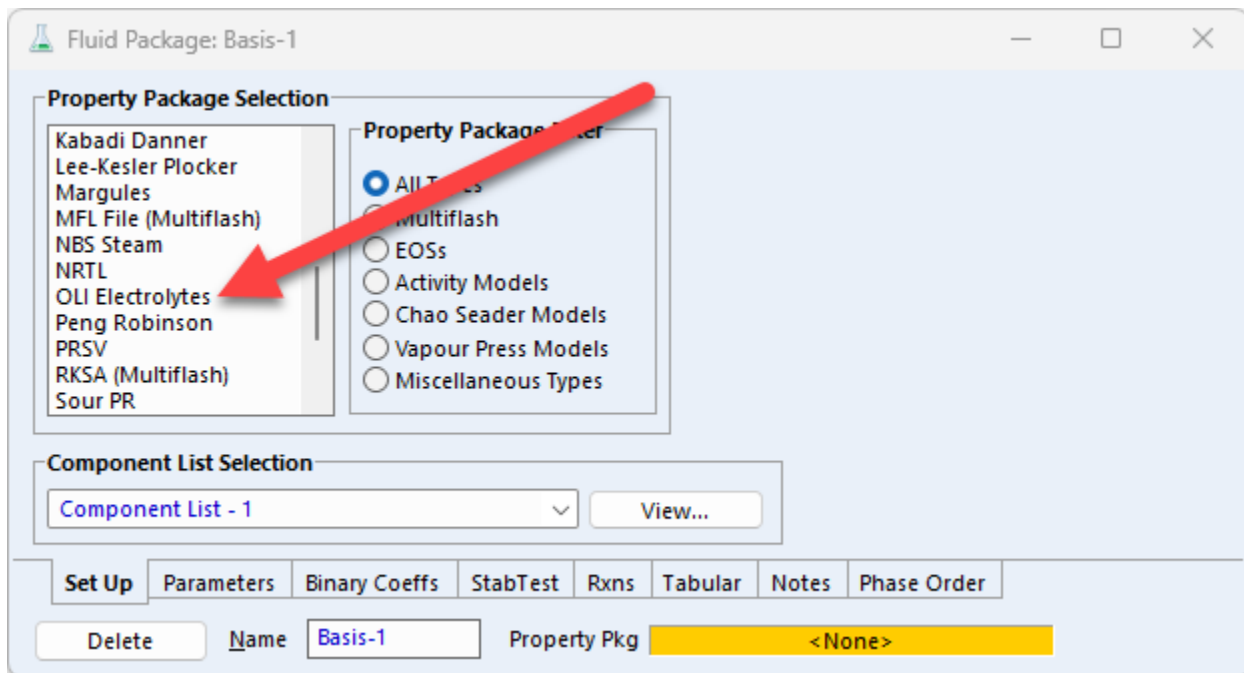 Fluid Package: Basis-1
Property Package Selection
Kabadi Danner
Lee-Kesler Plocker
Margules
MFL File (Multiflash)
NBS Steam
NRTL
OLI Electrolytes
Peng Robinson
PRSV
RKSA (Multiflash)
Sour PR
Property Package
All
Multiflash
EOSs
Activity Models
Chao Seader Models
Vapour Press Models
Miscellaneous Types
Component List Selection
Component List - 1
View...
Set Up Parameters Binary Coeffs StabTest Rxns Tabular Notes Phase Order
Delete Name Basis-1 Property Pkg <None>